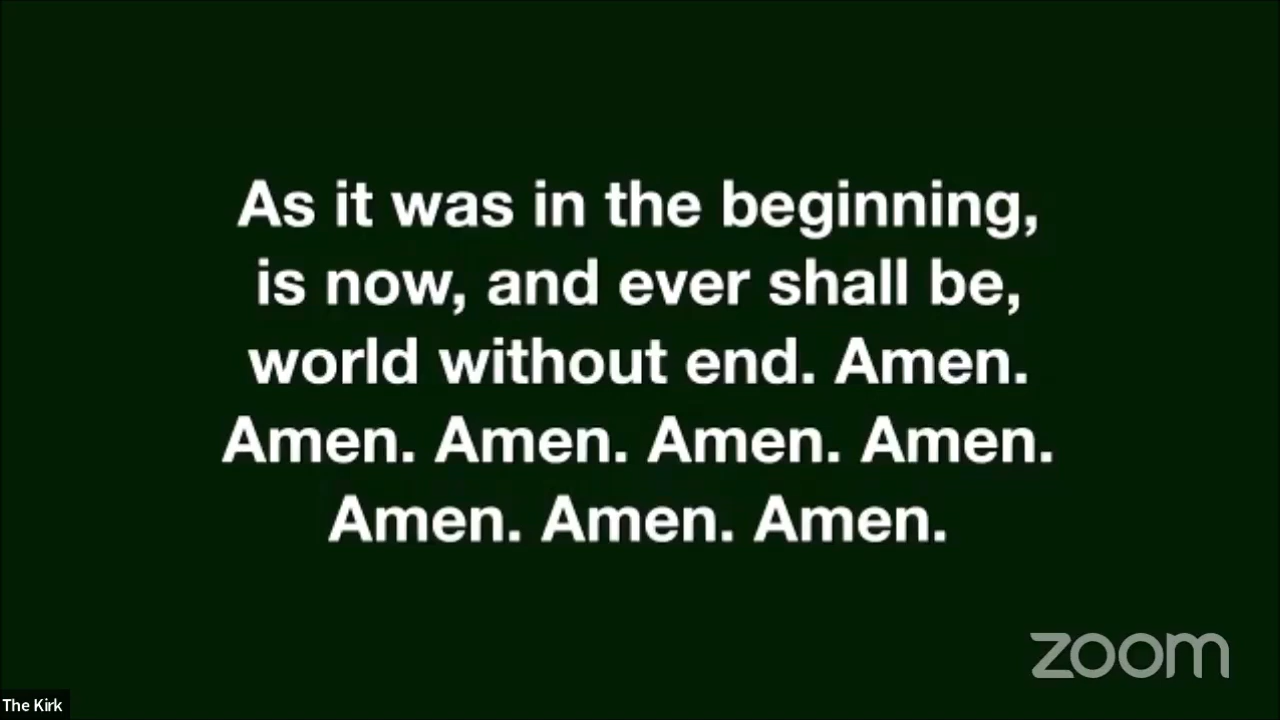 As it was in the beginning,
is now, and ever shall be,
world without end. Amen.
Amen. Amen. Amen. Amen.
Amen. Amen. Amen.
zoom
The Kirk